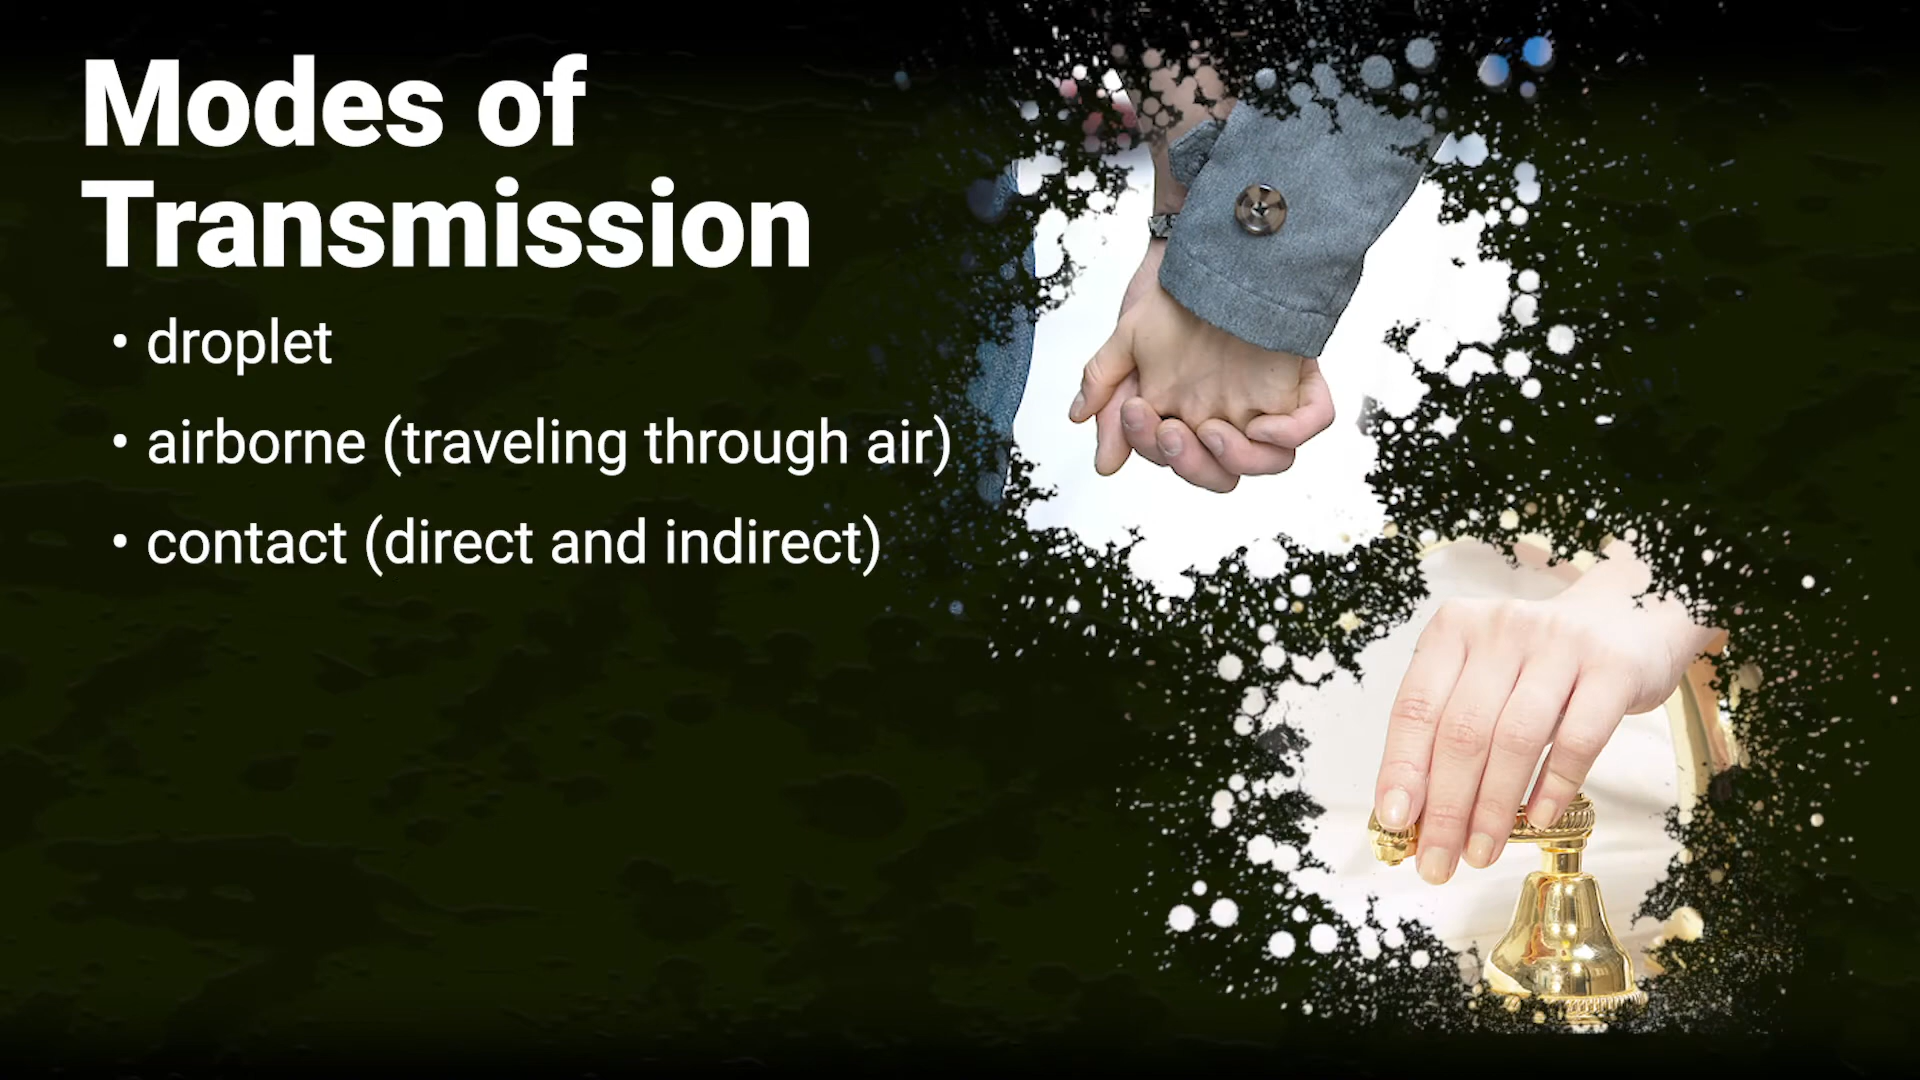 Modes of
Transmission
• droplet
• airborne (traveling through air)
• contact (direct and indirect)